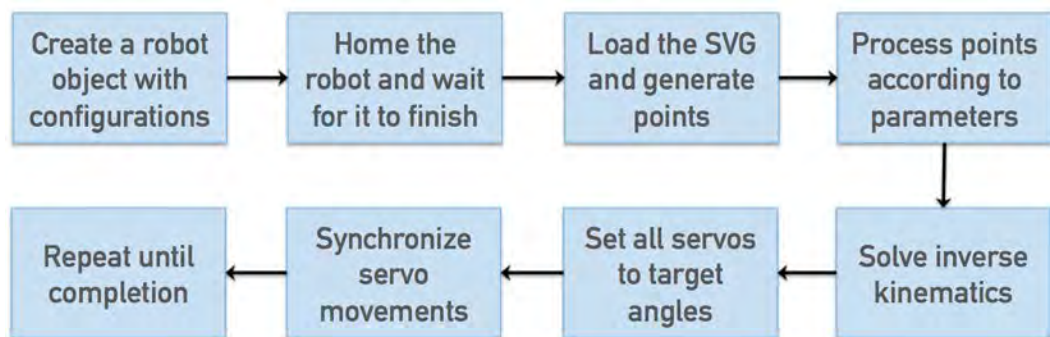 Create a robot
object with
configurations
Home the
robot and wait
for it to finish
Load the SVG
and generate
points
Process points
according to
parameters
Solve inverse
kinematics
Set all servos
to target
angles
Synchronize
servo
movements
Repeat until
completion